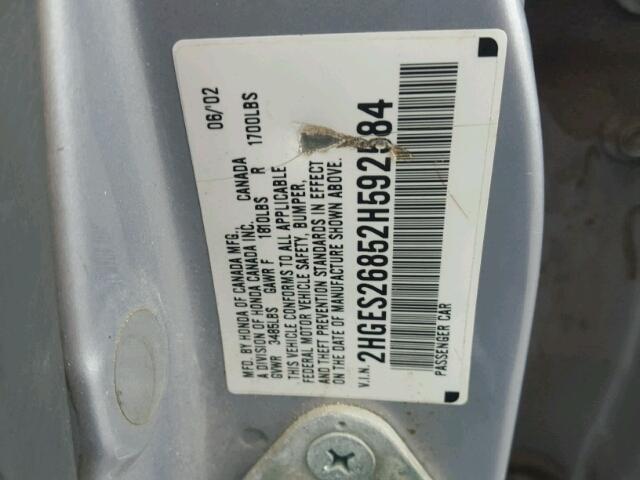 MFD. BY HONDA OF CANADA MFG., 06/02
A DIVISION OF HONDA CANADA INC. CANADA
GVWR 3485LBS GAWR F 1810LBS R 1700LBS
THIS VEHICLE CONFORMS TO ALL APPLICABLE
FEDERAL MOTOR VEHICLE SAFETY, BUMPER,
AND THEFT PREVENTION STANDARDS IN EFFECT
ON THE DATE OF MANUFACTURE SHOWN ABOVE.
V.I.N. 2HGES26852H592584
PASSENGER CAR